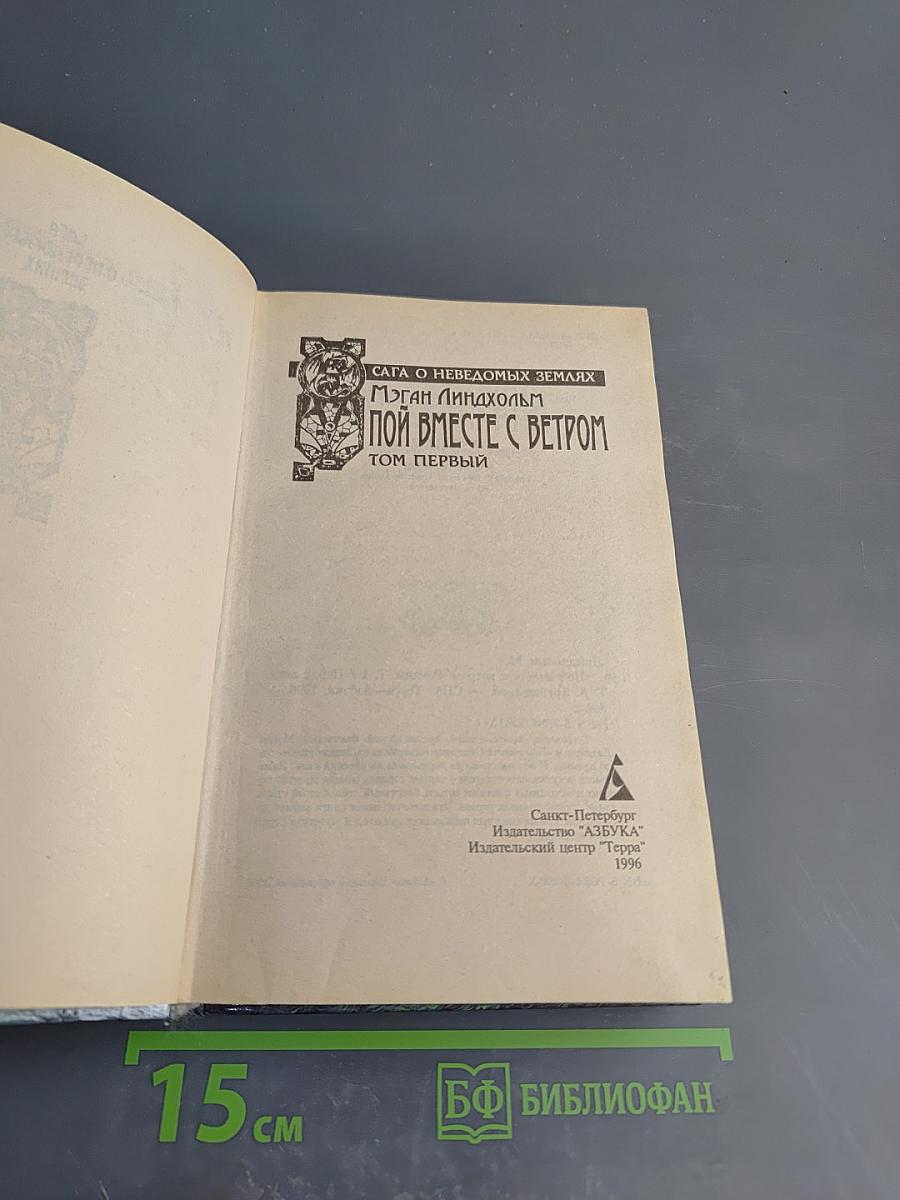 САГА О НЕВЕДОМЫХ ЗЕМЛЯХ
Мэган Линдхольм
ПОЙ ВМЕСТЕ С ВЕТРОМ
ТОМ ПЕРВЫЙ
Санкт-Петербург
Издательство "АЗБУКА"
Издательский центр "Терра"
1996
15 см
БФ БИБЛИОФАН